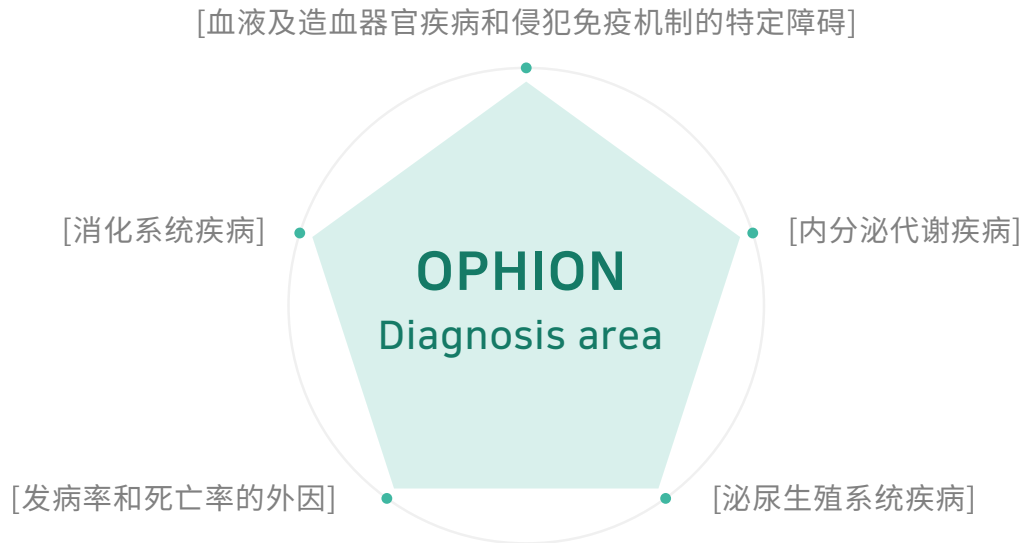 [血液及造血器官疾病和侵犯免疫机制的特定障碍]
[消化系统疾病]
[内分泌代谢疾病]
OPHION
Diagnosis area
[发病率和死亡率的外因]
[泌尿生殖系统疾病]